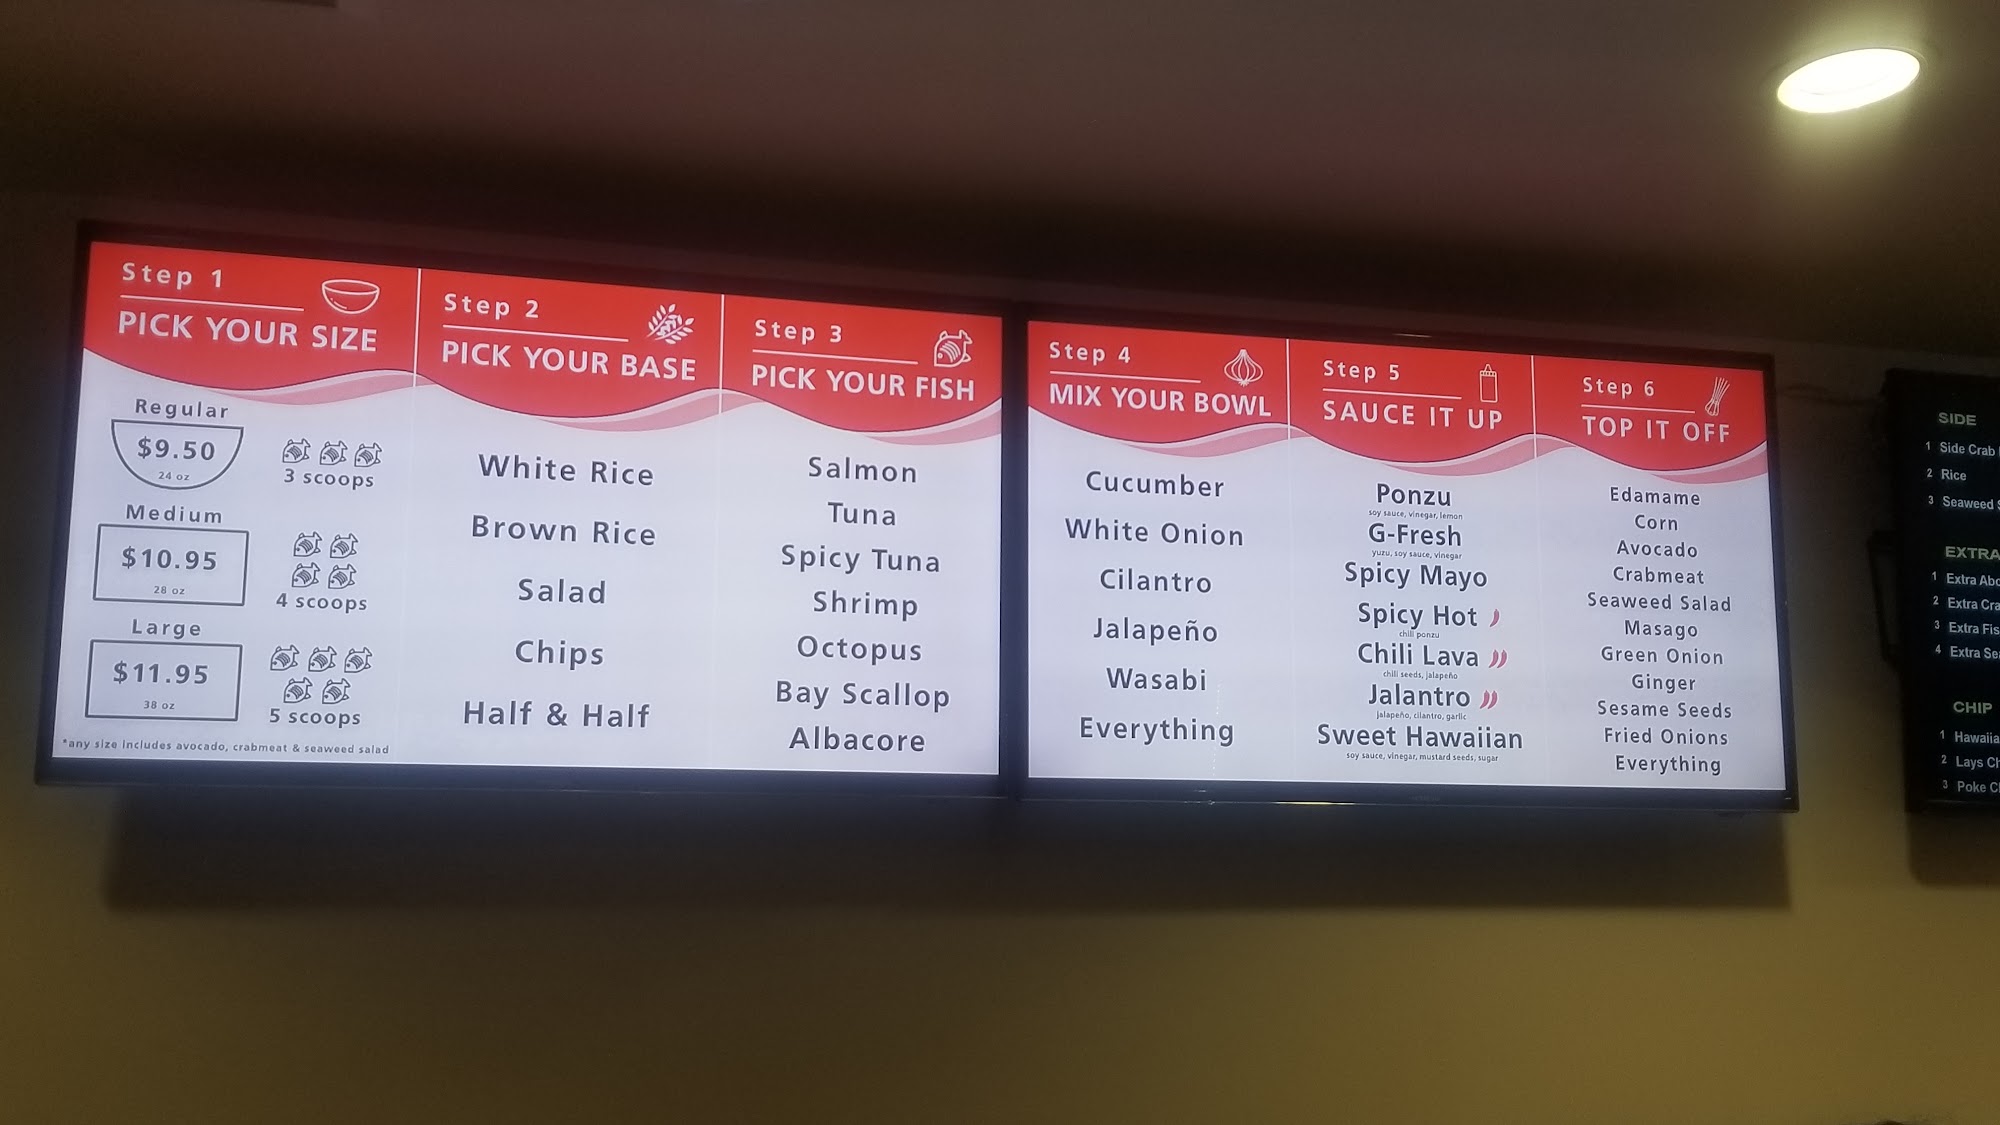 Step 1
PICK YOUR SIZE
Regular
$9.50
24 oz
3 scoops
Medium
$10.95
28 oz
4 scoops
Large
$11.95
38 oz
5 scoops
*any size includes avocado, crabmeat & seaweed salad
Step 2
PICK YOUR BASE
White Rice
Brown Rice
Salad
Chips
Half & Half
Step 3
PICK YOUR FISH
Salmon
Tuna
Spicy Tuna
Shrimp
Octopus
Bay Scallop
Albacore
Step 4
MIX YOUR BOWL
Cucumber
White Onion
Cilantro
Jalapeño
Wasabi
Everything
Step 5
SAUCE IT UP
Ponzu
soy sauce, vinegar, lemon
G-Fresh
yuzu, soy sauce, vinegar
Spicy Mayo
Spicy Hot
chili ponzu
Chili Lava
chili seeds, jalapeño
Jalantro
jalapeño, cilantro, garlic
Sweet Hawaiian
soy sauce, vinegar, mustard seeds, sugar
Step 6
TOP IT OFF
Edamame
Corn
Avocado
Crabmeat
Seaweed Salad
Masago
Green Onion
Ginger
Sesame Seeds
Fried Onions
Everything
SIDE
1 Side Crab
2 Rice
3 Seaweed
EXTRA
1 Extra
2 Extra
3 Extra
4 Extra
CHIP
1
2 Lays
3 Poke